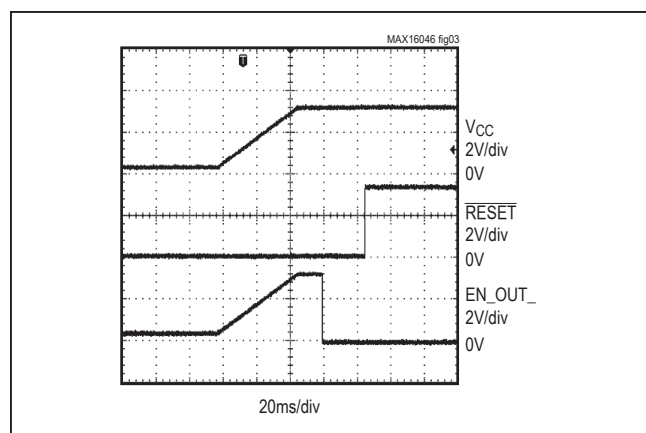 MAX16046 fig03
T
VCC
2V/div
0V
RESET
2V/div
0V
EN_OUT_
2V/div
0V
20ms/div